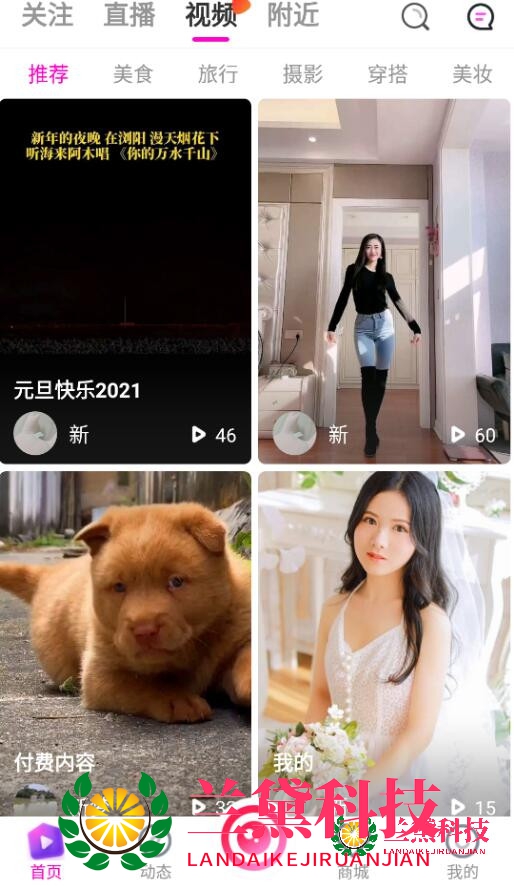 关注 直播 视频 附近
推荐 美食 旅行 摄影 穿搭 美妆
新年的夜晚 在浏阳 漫天烟花下
听海来阿木唱 《你的万水千山》
元旦快乐2021
新 46
新 60
付费内容
我的
15
兰黛科技
LANDAIKEJIRUANJIAN
兰黛科技
LANDAIKEJIRUANJIAN
首页 动态 商城 我的